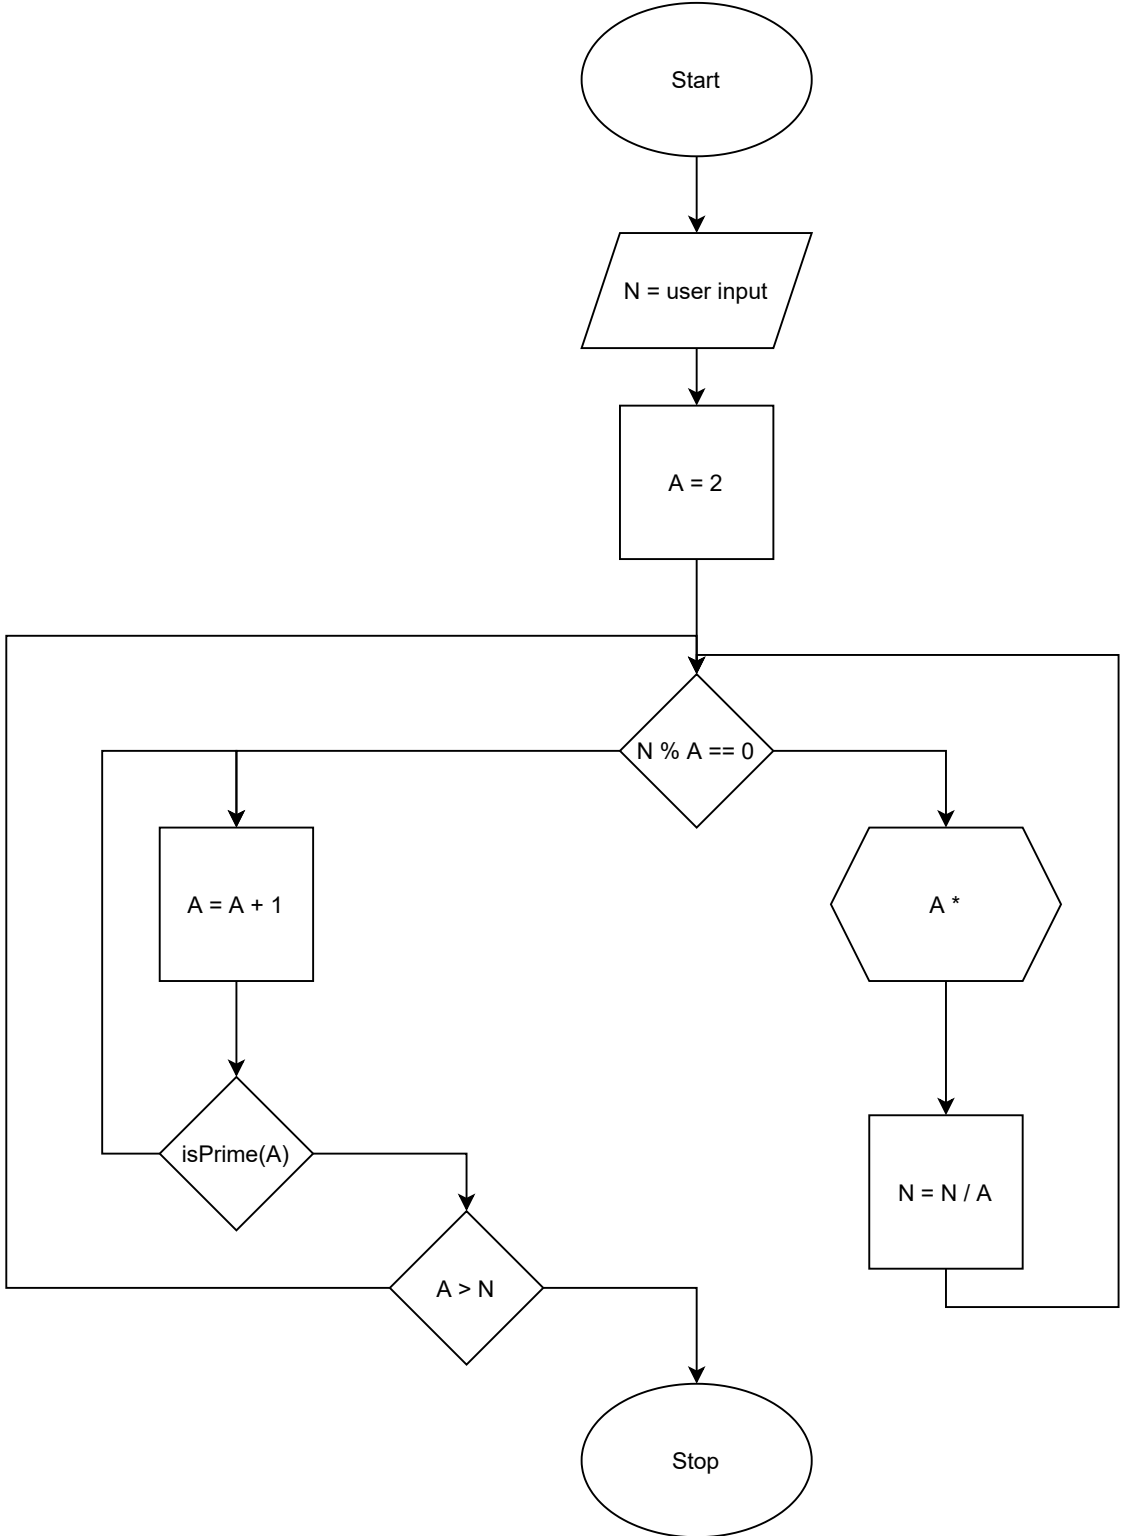 Start
N = user input
A = 2
N % A == 0
A = A + 1
A *
isPrime(A)
N = N / A
A > N
Stop